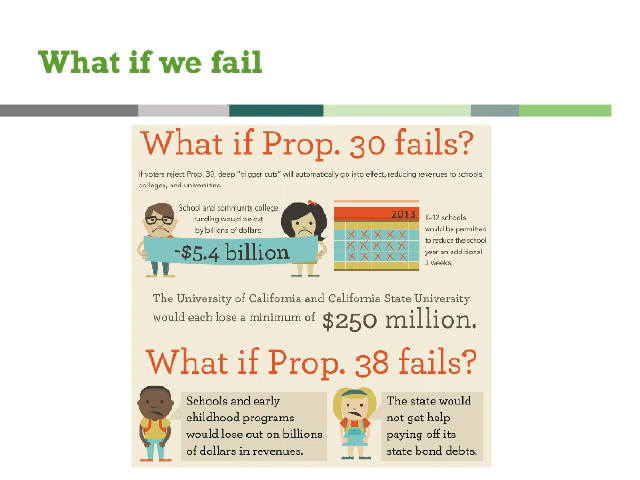 What if we fail
What if Prop. 30 fails?
If voters reject Prop. 30, deep "trigger cuts" will automatically go into effect, reducing revenues to schools,
colleges, and universities.
School and community college
funding would be cut
by billions of dollars.
-$5.4 billion
2013
K-12 schools
would be permitted
to reduce the school
year an additional
3 weeks.
The University of California and California State University
would each lose a minimum of $250 million.
What if Prop. 38 fails?
Schools and early
childhood programs
would lose out on billions
of dollars in revenues.
The state would
not get help
paying off its
state bond debts.